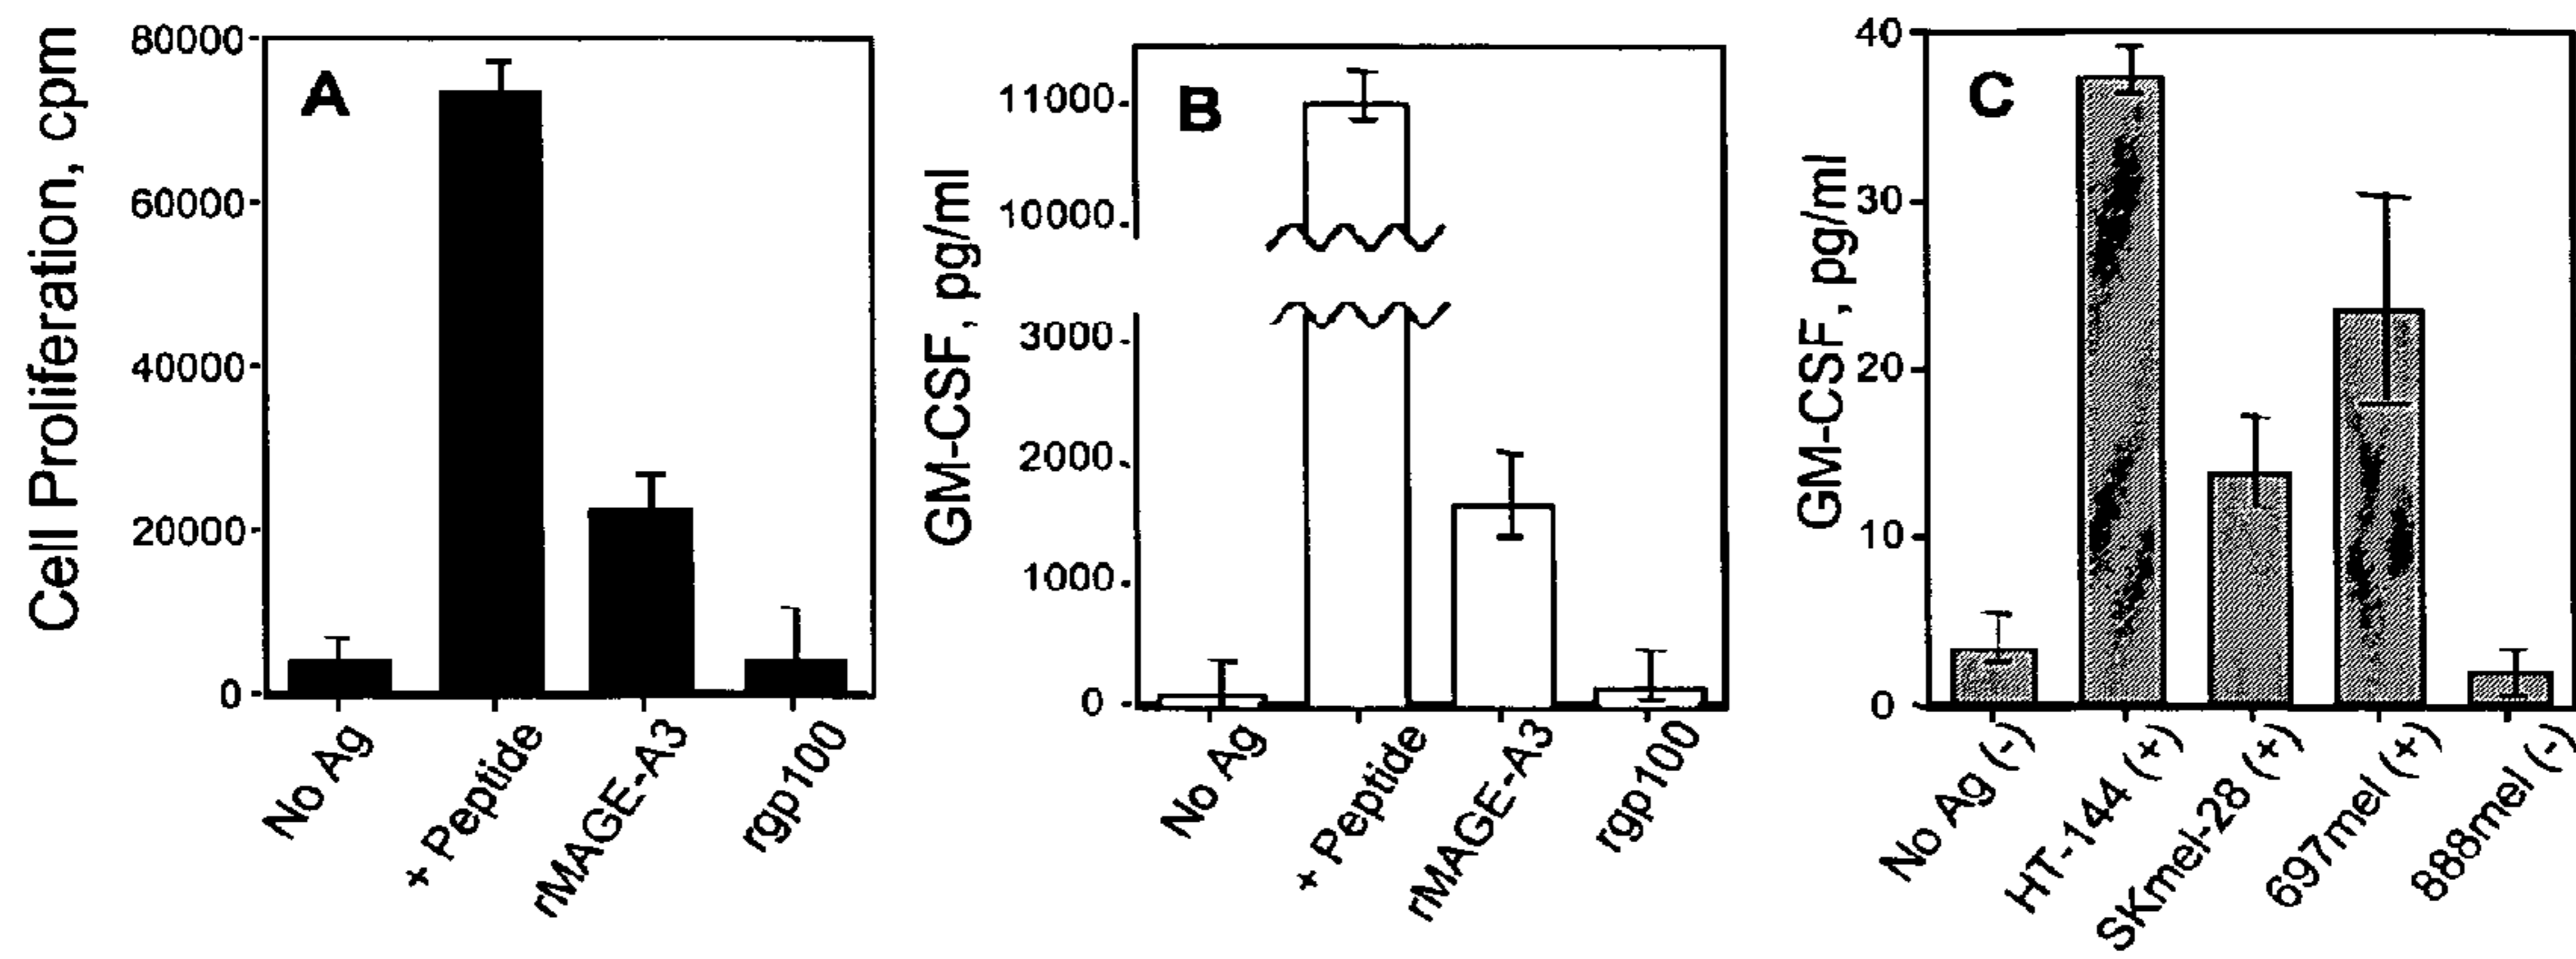 A
Cell Proliferation, cpm
80000
60000
40000
20000
0
No Ag
+ Peptide
rMAGE-A3
rgp100
B
GM-CSF, pg/ml
11000
10000
3000
2000
1000
0
No Ag
+ Peptide
rMAGE-A3
rgp100
C
GM-CSF, pg/ml
40
30
20
10
0
No Ag (-)
HT-144 (+)
SKmel-28 (+)
697mel (+)
888mel (-)